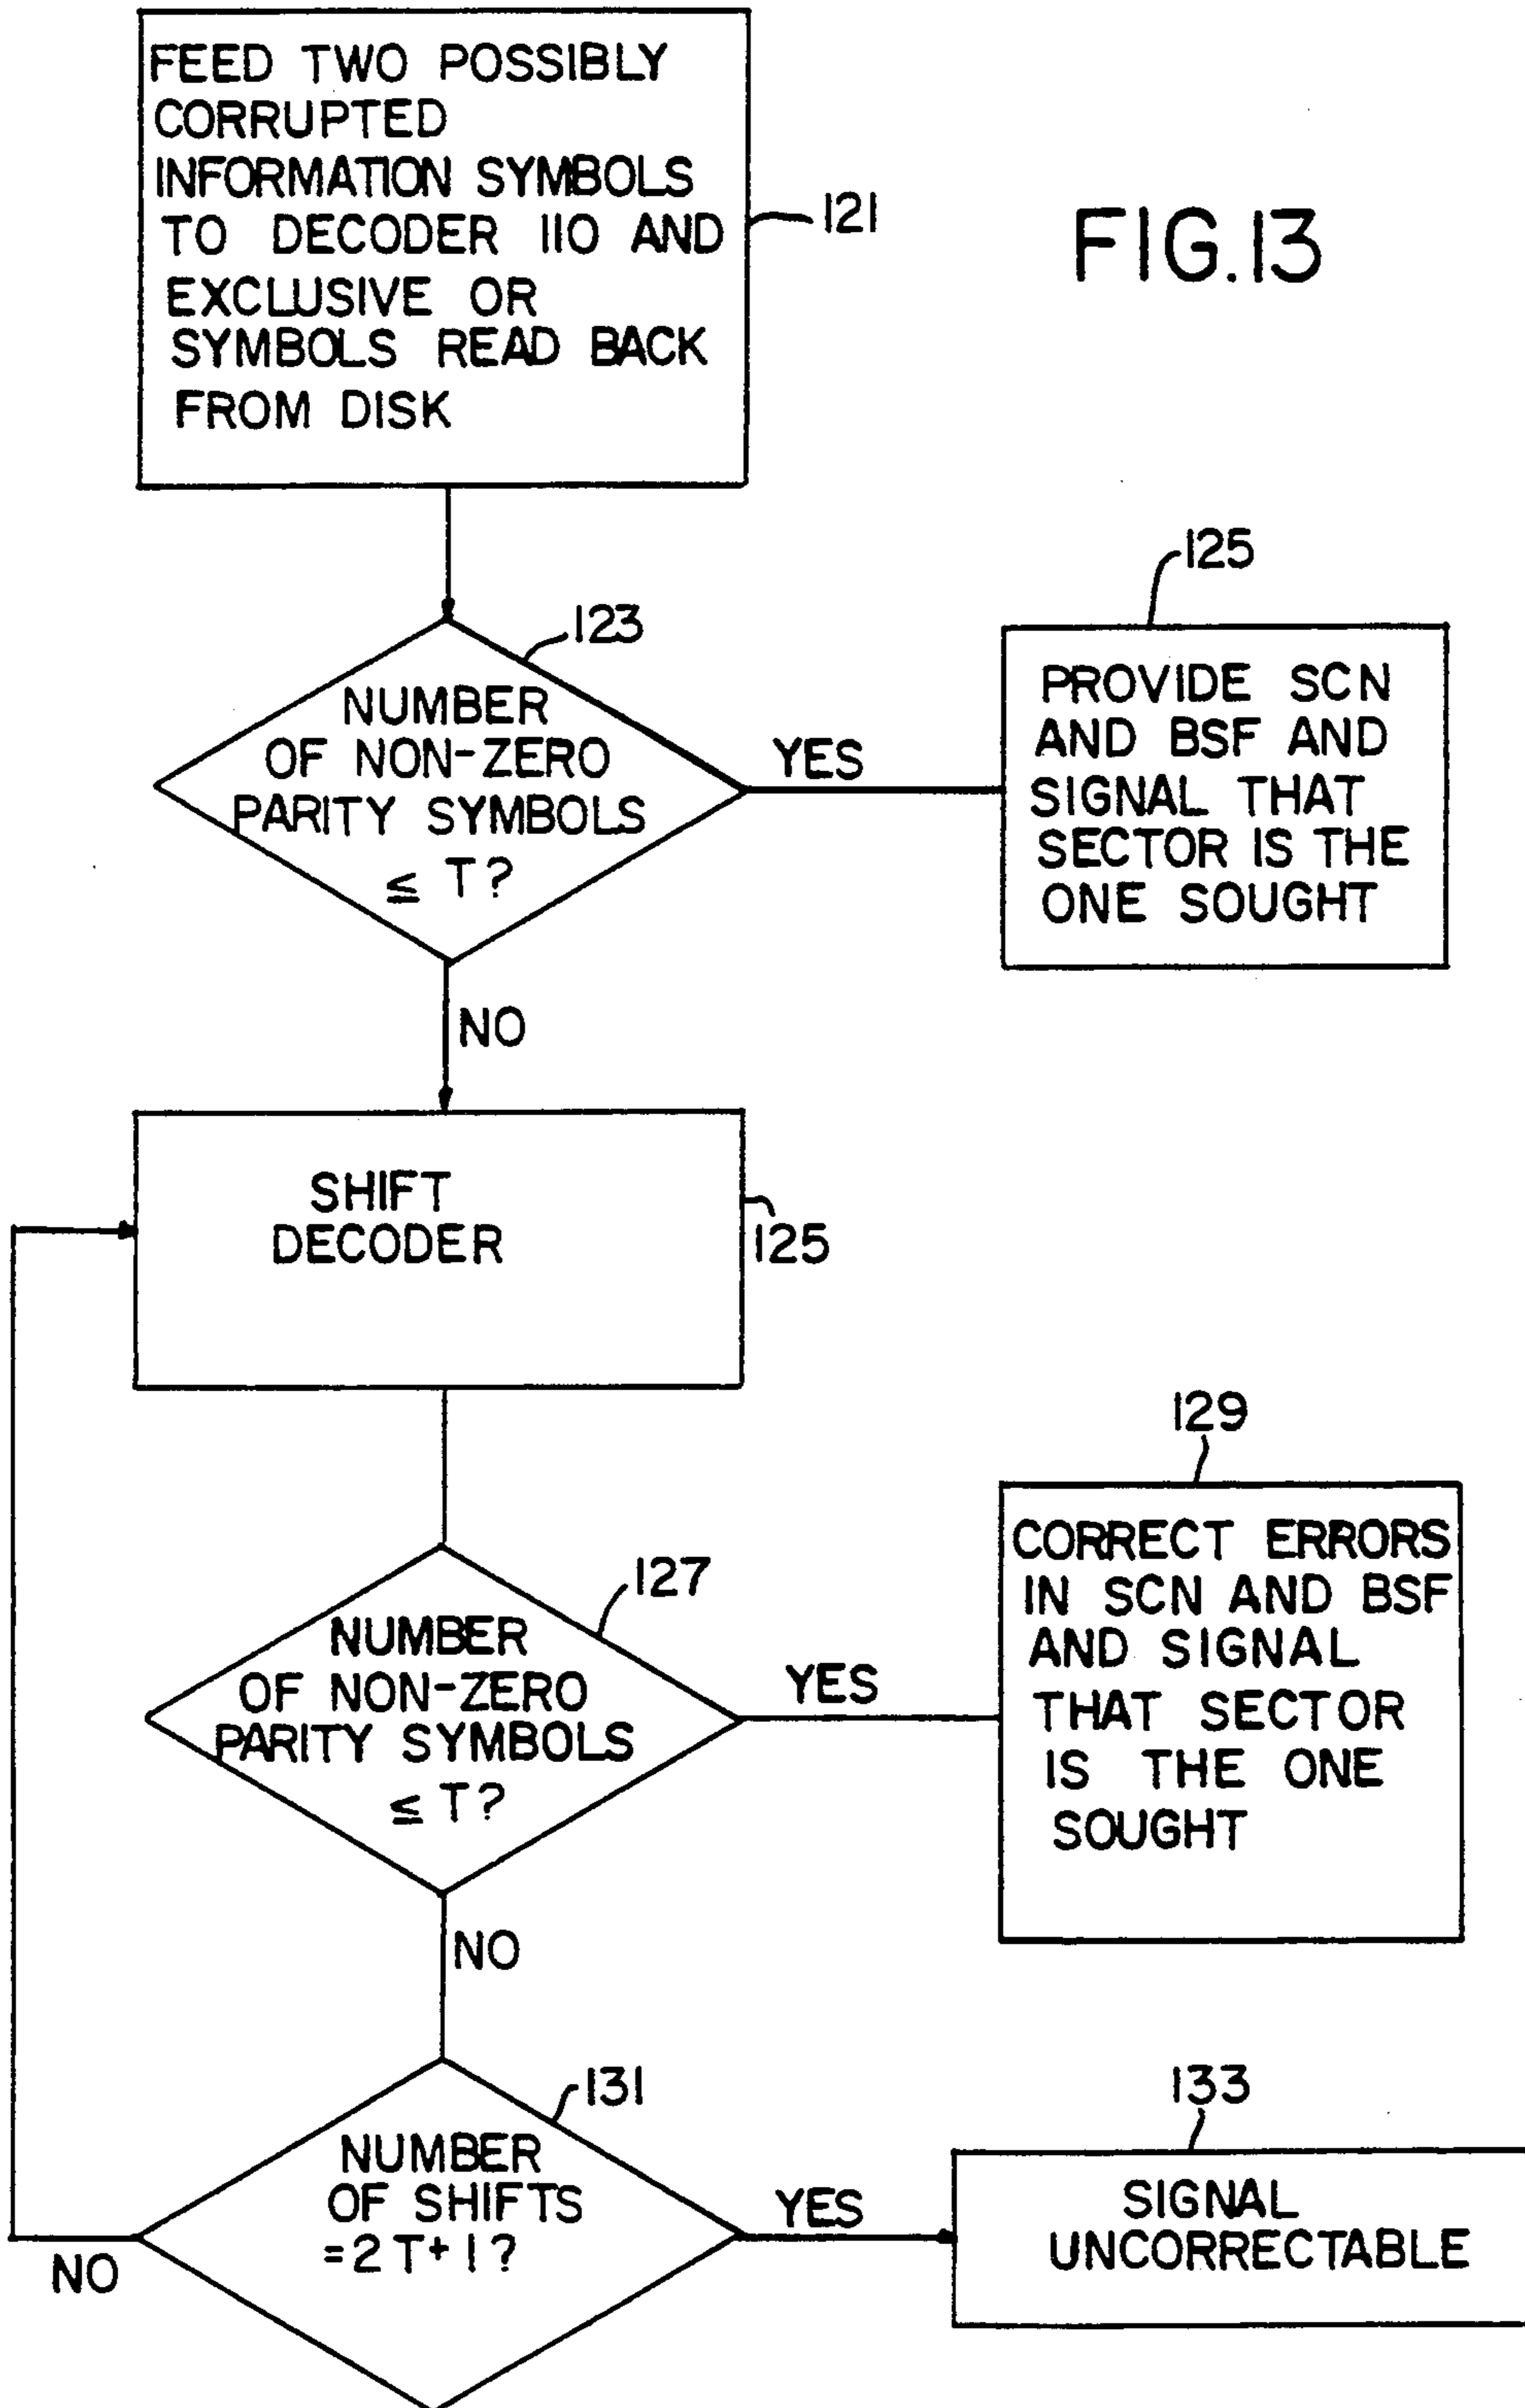 FEED TWO POSSIBLY
CORRUPTED
INFORMATION SYMBOLS
TO DECODER 110 AND
EXCLUSIVE OR
SYMBOLS READ BACK
FROM DISK
121
FIG.13
123
NUMBER
OF NON-ZERO
PARITY SYMBOLS
≤ T?
YES
125
PROVIDE SCN
AND BSF AND
SIGNAL THAT
SECTOR IS THE
ONE SOUGHT
NO
SHIFT
DECODER
125
127
NUMBER
OF NON-ZERO
PARITY SYMBOLS
≤ T?
YES
129
CORRECT ERRORS
IN SCN AND BSF
AND SIGNAL
THAT SECTOR
IS THE ONE
SOUGHT
NO
131
NUMBER
OF SHIFTS
=2T+1?
NO
YES
133
SIGNAL
UNCORRECTABLE